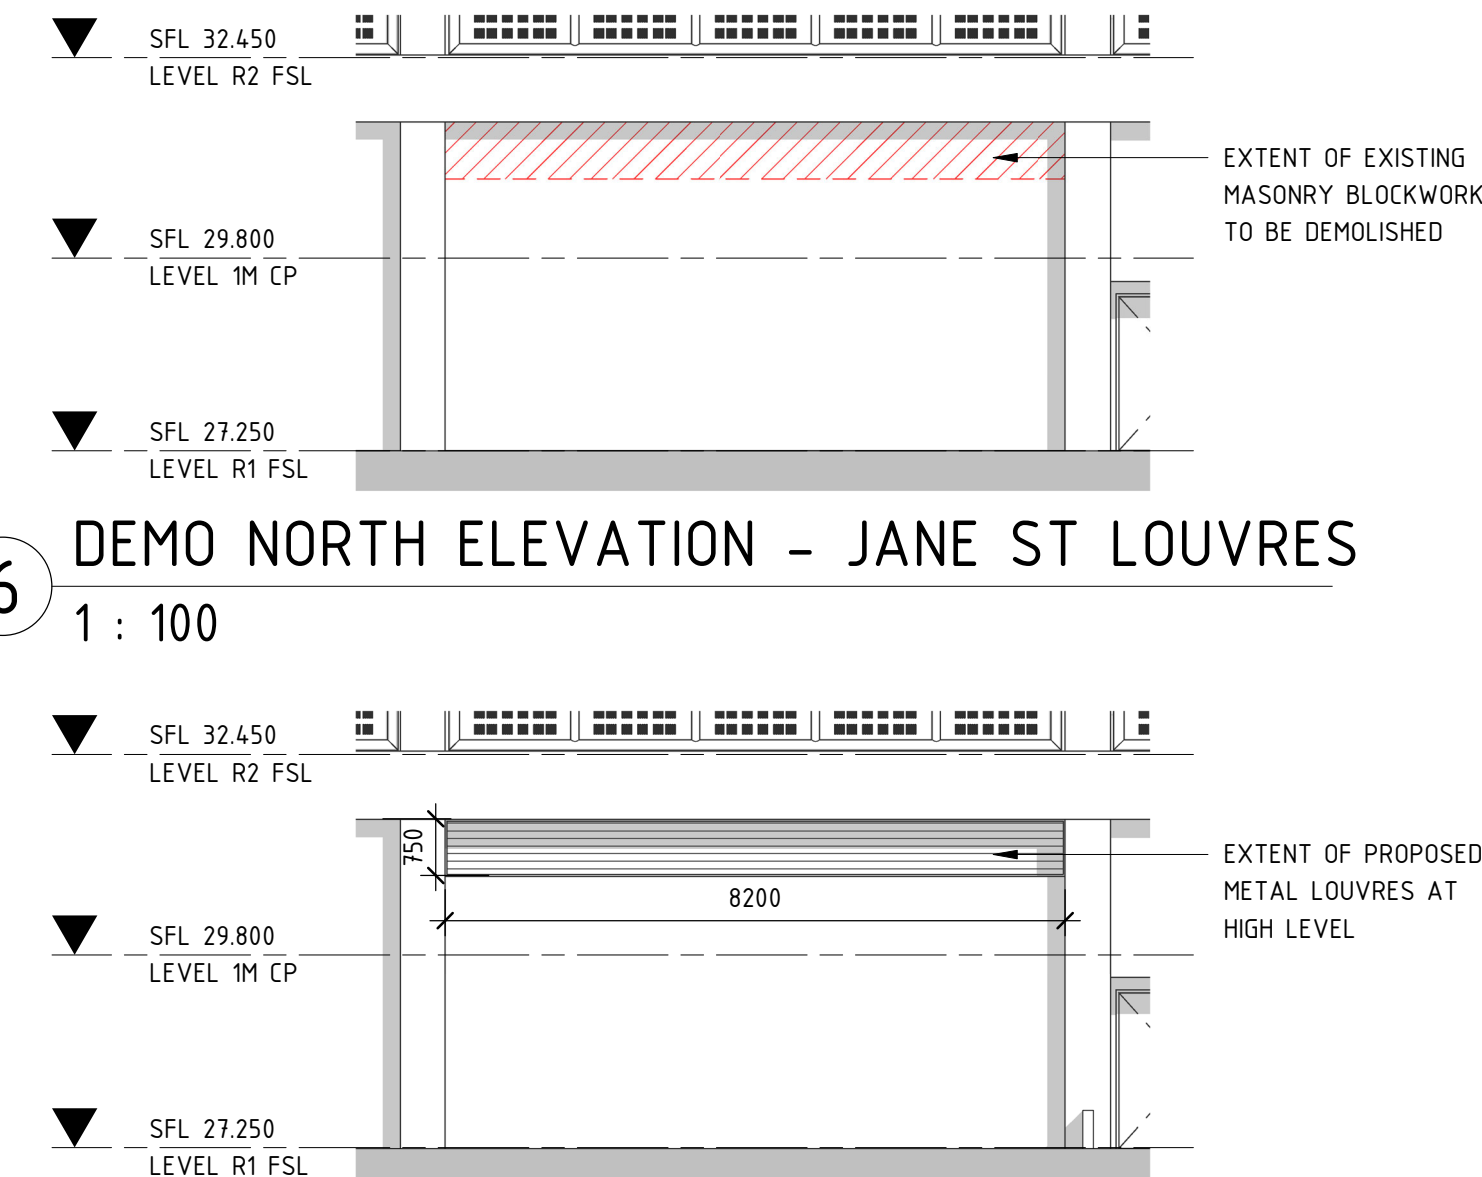 SFL 32.450
LEVEL R2 FSL
EXTENT OF EXISTING
MASONRY BLOCKWORK
TO BE DEMOLISHED
SFL 29.800
LEVEL 1M CP
SFL 27.250
LEVEL R1 FSL
6 DEMO NORTH ELEVATION - JANE ST LOUVRES
1 : 100
SFL 32.450
LEVEL R2 FSL
750
EXTENT OF PROPOSED
METAL LOUVRES AT
HIGH LEVEL
8200
SFL 29.800
LEVEL 1M CP
SFL 27.250
LEVEL R1 FSL